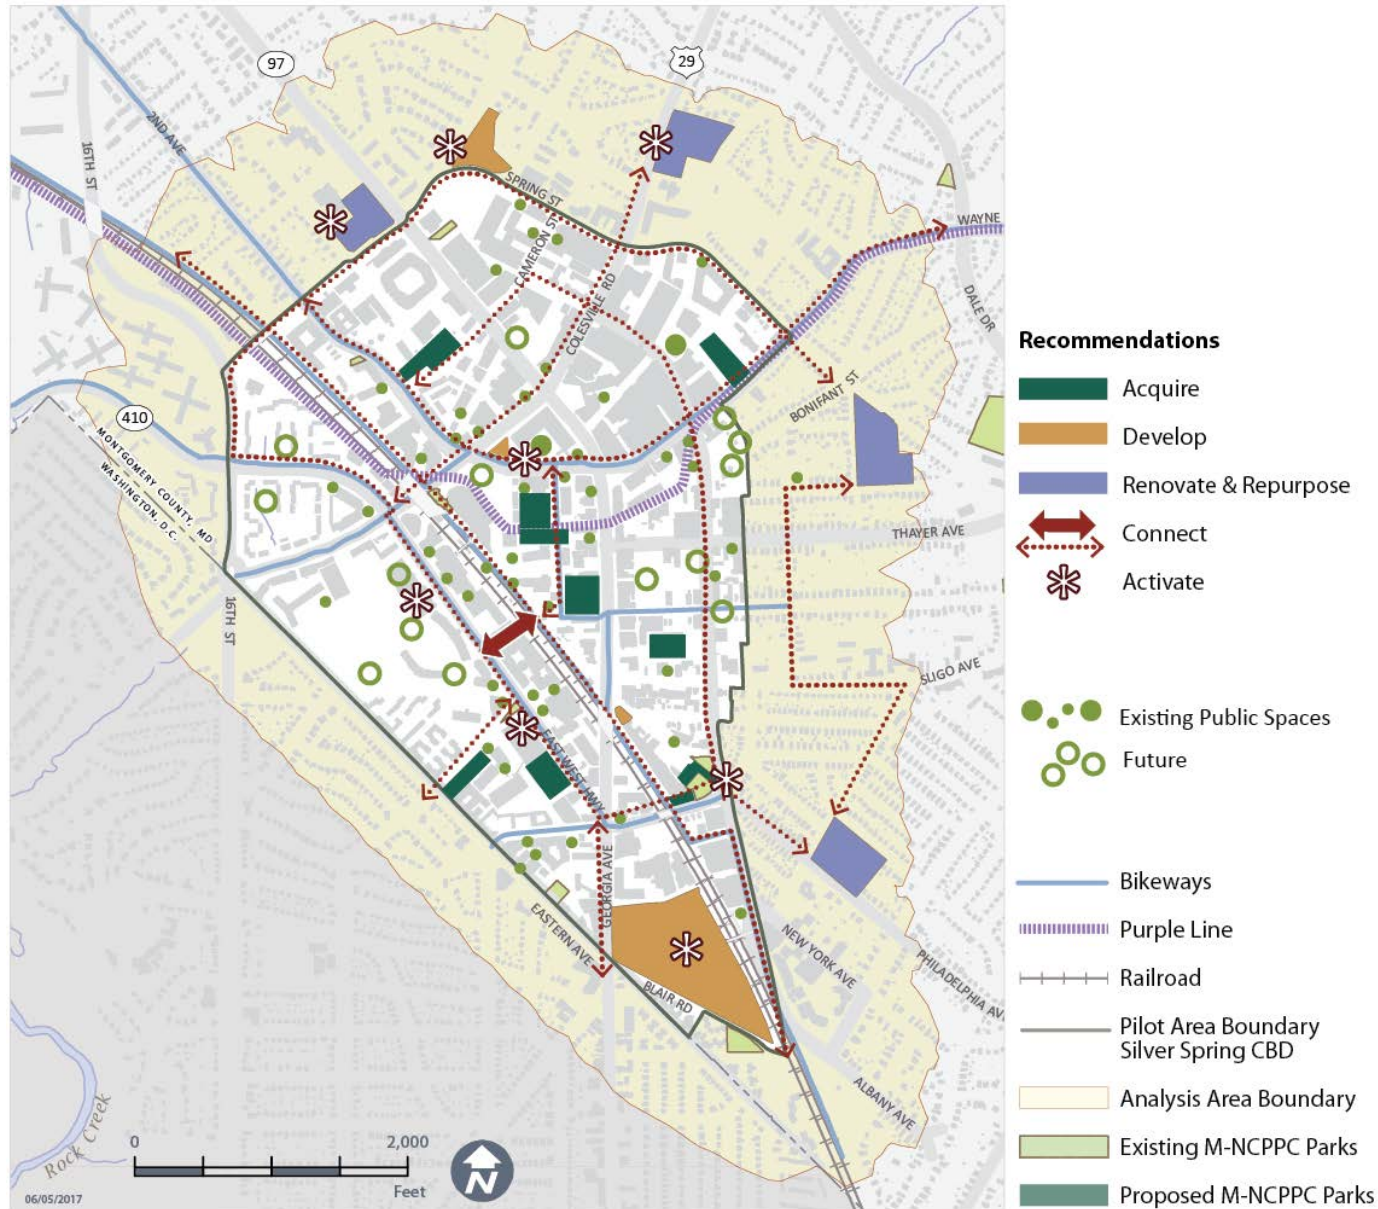 97
29
16TH ST
2ND AVE
SPRING ST
CAMERON ST
COLESVILLE RD
WAYNE
DALE DR
BONIFANT ST
410
MONTGOMERY COUNTY, MD
WASHINGTON, D.C.
THAYER AVE
16TH ST
SLIGO AVE
EAST WEST HWY
GEORGIA AVE
EASTERN AVE
BLAIR RD
NEW YORK AVE
PHILADELPHIA AV
ALBANY AVE
Rock Creek
0
2,000
Feet
N
06/05/2017
Recommendations
Acquire
Develop
Renovate & Repurpose
Connect
Activate
Existing Public Spaces
Future
Bikeways
Purple Line
Railroad
Pilot Area Boundary
Silver Spring CBD
Analysis Area Boundary
Existing M-NCPPC Parks
Proposed M-NCPPC Parks